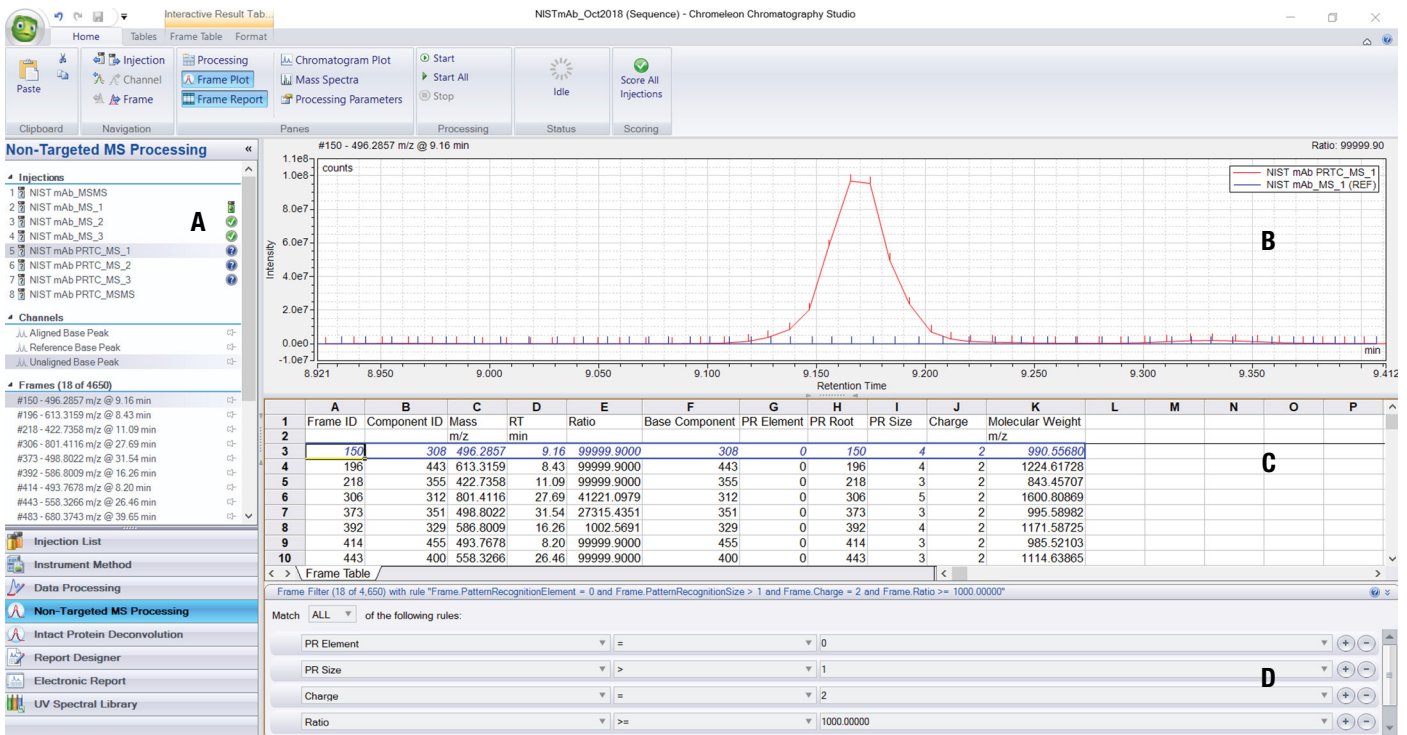 Interactive Result Tab...
NISTmAb_Oct2018 (Sequence) - Chromeleon Chromatography Studio
Home Tables Frame Table Format
Paste
Injection
Channel
Frame
Processing
Frame Plot
Frame Report
Chromatogram Plot
Mass Spectra
Processing Parameters
Start
Start All
Stop
Idle
Score All
Injections
Clipboard Navigation Panes Processing Status Scoring
Non-Targeted MS Processing «
Injections
1 NIST mAb_MSMS
2 NIST mAb_MS_1
3 NIST mAb_MS_2
4 NIST mAb_MS_3
5 NIST mAb PRTC_MS_1
6 NIST mAb PRTC_MS_2
7 NIST mAb PRTC_MS_3
8 NIST mAb PRTC_MSMS
A
Channels
Aligned Base Peak
Reference Base Peak
Unaligned Base Peak
Frames (18 of 4650)
#150 - 496.2857 m/z @ 9.16 min
#196 - 613.3159 m/z @ 8.43 min
#218 - 422.7358 m/z @ 11.09 min
#306 - 801.4116 m/z @ 27.69 min
#373 - 498.8022 m/z @ 31.54 min
#392 - 586.8009 m/z @ 16.26 min
#414 - 493.7678 m/z @ 8.20 min
#443 - 558.3266 m/z @ 26.46 min
#483 - 680.3743 m/z @ 39.65 min
Injection List
Instrument Method
Data Processing
Non-Targeted MS Processing
Intact Protein Deconvolution
Report Designer
Electronic Report
UV Spectral Library
#150 - 496.2857 m/z @ 9.16 min Ratio: 99999.90
counts
NIST mAb PRTC_MS_1
NIST mAb_MS_1 (REF)
B
Intensity
1.1e8
1.0e8
8.0e7
6.0e7
4.0e7
2.0e7
0.0e0
-1.0e7
min
8.921 8.950 9.000 9.050 9.100 9.150 9.200 9.250 9.300 9.350 9.412
Retention Time
A B C D E F G H I J K L M N O P
1 Frame ID Component ID Mass RT Ratio Base Component PR Element PR Root PR Size Charge Molecular Weight
2 m/z min m/z
3 150 308 496.2857 9.16 99999.9000 308 0 150 4 2 990.55680
4 196 443 613.3159 8.43 99999.9000 443 0 196 4 2 1224.61728
5 218 355 422.7358 11.09 99999.9000 355 0 218 3 2 843.45707
6 306 312 801.4116 27.69 41221.0979 312 0 306 5 2 1600.80869
7 373 351 498.8022 31.54 27315.4351 351 0 373 3 2 995.58982
8 392 329 586.8009 16.26 1002.5691 329 0 392 4 2 1171.58725
9 414 455 493.7678 8.20 99999.9000 455 0 414 3 2 985.52103
10 443 400 558.3266 26.46 99999.9000 400 0 443 3 2 1114.63865
C
Frame Table
Frame Filter (18 of 4,650) with rule "Frame.PatternRecognitionElement = 0 and Frame.PatternRecognitionSize > 1 and Frame.Charge = 2 and Frame.Ratio >= 1000.00000"
Match ALL of the following rules:
PR Element = 0
PR Size > 1
Charge = 2
Ratio >= 1000.00000
D